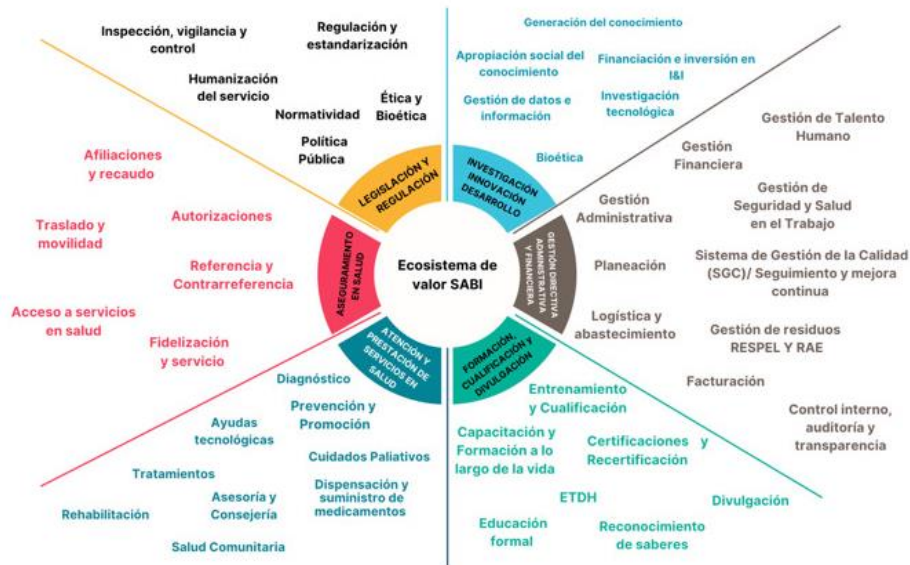 Inspección, vigilancia y
control
Regulación y
estandarización
Humanización
del servicio
Normatividad
Ética y
Bioética
Política
Pública
LEGISLACIÓN Y
REGULACIÓN
Generación del conocimiento
Apropiación social del
conocimiento
Financiación e inversión en
I&I
Gestión de datos e
información
Investigación
tecnológica
Bioética
INVESTIGACIÓN
INNOVACIÓN
DESARROLLO
Gestión de Talento
Humano
Gestión
Financiera
Gestión
Administrativa
Gestión de
Seguridad y Salud
en el Trabajo
Planeación
Sistema de Gestión de la Calidad
(SGC)/ Seguimiento y mejora
continua
Logística y
abastecimiento
Gestión de residuos
RESPEL Y RAE
Facturación
Control interno,
auditoría y
transparencia
GESTIÓN DIRECTIVA
ADMINISTRATIVA
Y FINANCIERA
Ecosistema de
valor SABI
Afiliaciones
y recaudo
Autorizaciones
Traslado y
movilidad
Referencia y
Contrarreferencia
Acceso a servicios
en salud
Fidelización
y servicio
ASEGURAMIENTO
EN SALUD
ATENCIÓN Y
PRESTACIÓN DE
SERVICIOS EN
SALUD
Diagnóstico
Prevención y
Promoción
Ayudas
tecnológicas
Cuidados Paliativos
Tratamientos
Dispensación y
suministro de
medicamentos
Asesoría y
Consejería
Rehabilitación
Salud Comunitaria
FORMACIÓN,
CUALIFICACIÓN y
DIVULGACIÓN
Entrenamiento
y Cualificación
Capacitación y
Formación a lo
largo de la vida
Certificaciones y
Recertificación
ETDH
Divulgación
Educación
formal
Reconocimiento
de saberes